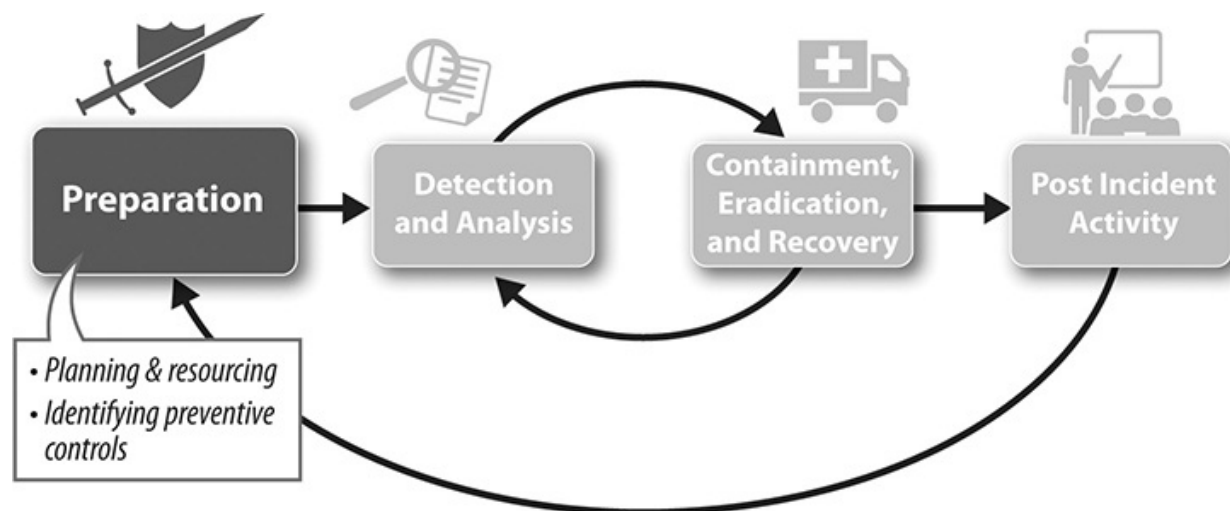 Preparation
Detection
and Analysis
Containment,
Eradication,
and Recovery
Post Incident
Activity
• Planning & resourcing
• Identifying preventive
controls